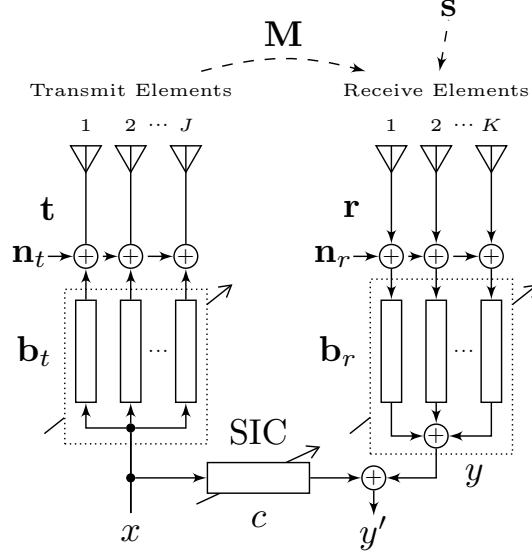 s
M
Transmit Elements Receive Elements
1 2 ... J 1 2 ... K
t r
n_t n_r
b_t ... b_r ...
SIC
y
x c y′